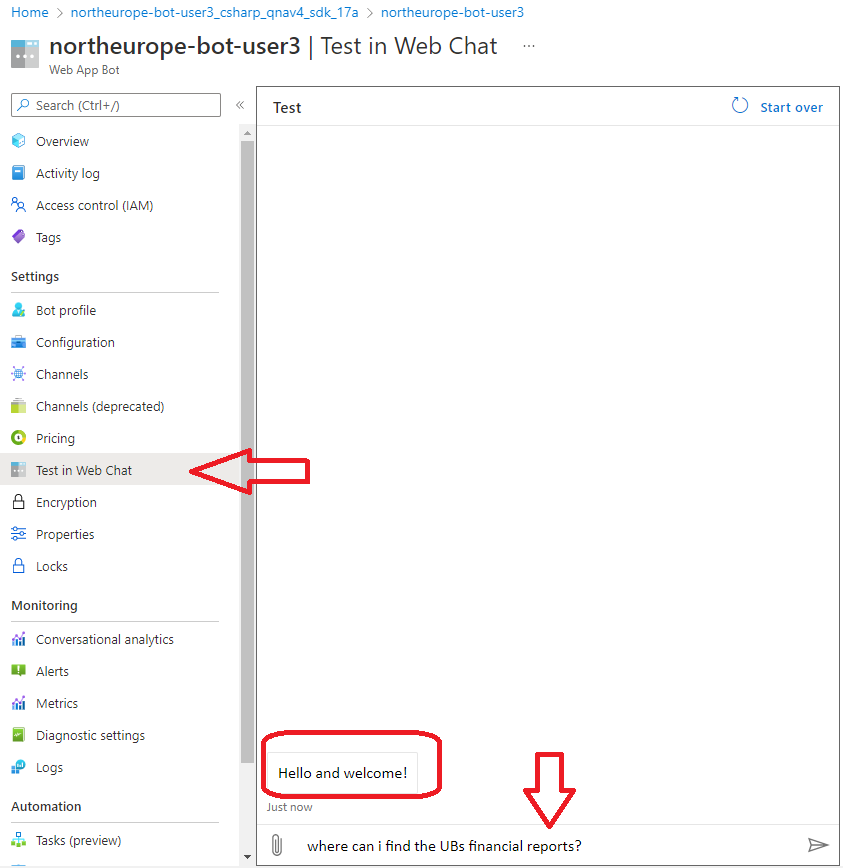 Home > northeurope-bot-user3_csharp_qnav4_sdk_17a > northeurope-bot-user3
northeurope-bot-user3 | Test in Web Chat ...
Web App Bot
Search (Ctrl+/) «
Overview
Activity log
Access control (IAM)
Tags
Settings
Bot profile
Configuration
Channels
Channels (deprecated)
Pricing
Test in Web Chat
Encryption
Properties
Locks
Monitoring
Conversational analytics
Alerts
Metrics
Diagnostic settings
Logs
Automation
Tasks (preview)
Test
Start over
Hello and welcome!
Just now
where can i find the UBs financial reports?